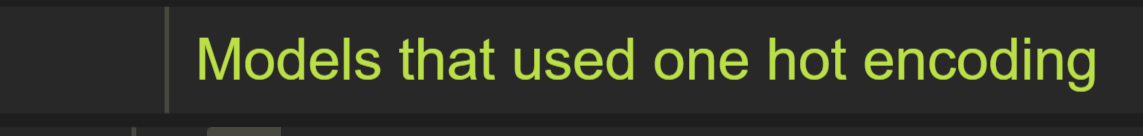 Models that used one hot encoding